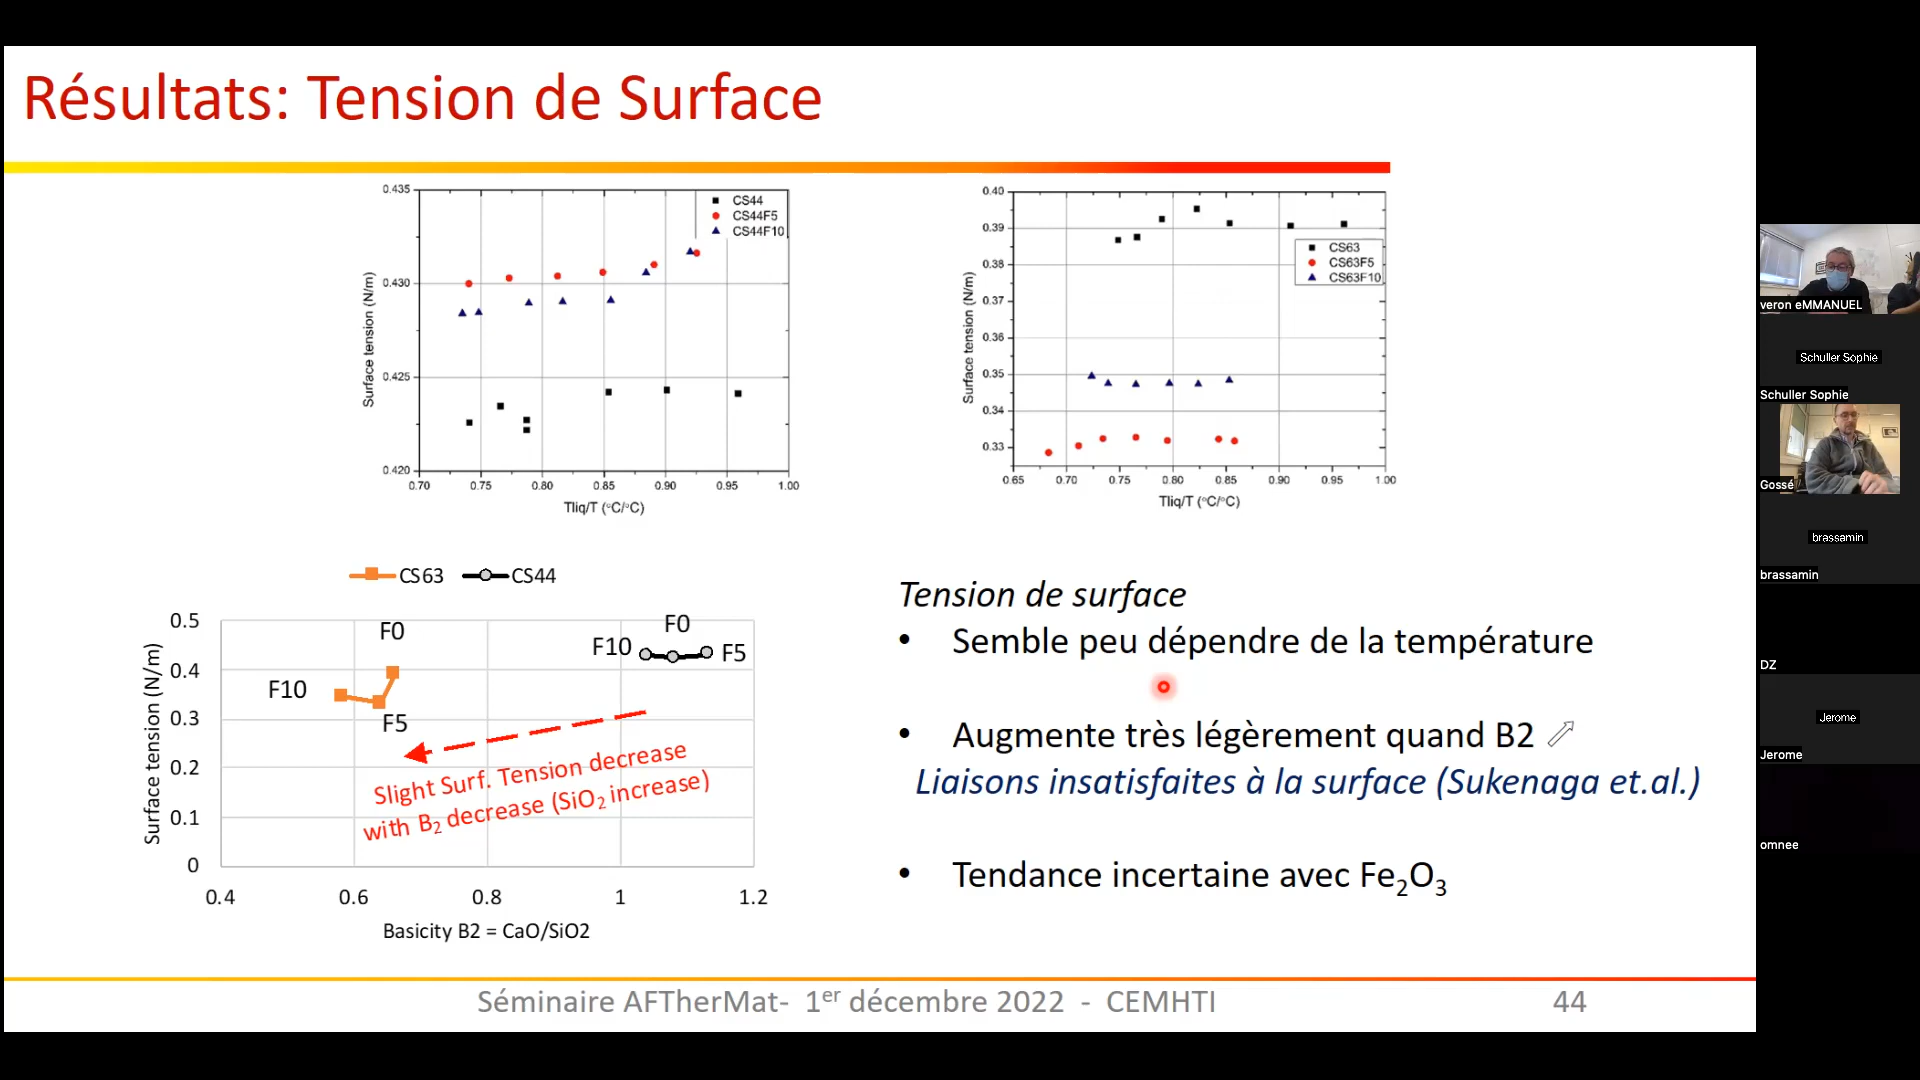 Résultats: Tension de Surface
0.435
0.430
0.425
0.420
Surface tension (N/m)
CS44
CS44F5
CS44F10
0.70 0.75 0.80 0.85 0.90 0.95 1.00
Tliq/T (°C/°C)
0.40
0.39
0.38
0.37
0.36
0.35
0.34
0.33
Surface tension (N/m)
CS63
CS63F5
CS63F10
0.65 0.70 0.75 0.80 0.85 0.90 0.95 1.00
Tliq/T (°C/°C)
CS63 CS44
0.5
0.4
0.3
0.2
0.1
0
Surface tension (N/m)
F0
F10
F5
F0
F10
F5
Slight Surf. Tension decrease
with B2 decrease (SiO2 increase)
0.4 0.6 0.8 1 1.2
Basicity B2 = CaO/SiO2
Tension de surface
• Semble peu dépendre de la température
• Augmente très légèrement quand B2
Liaisons insatisfaites à la surface (Sukenaga et.al.)
• Tendance incertaine avec Fe2O3
Séminaire AFTherMat- 1er décembre 2022 - CEMHTI
44
veron eMMANUEL
Schuller Sophie
Schuller Sophie
Gossé
brassamin
brassamin
DZ
Jerome
Jerome
omnee